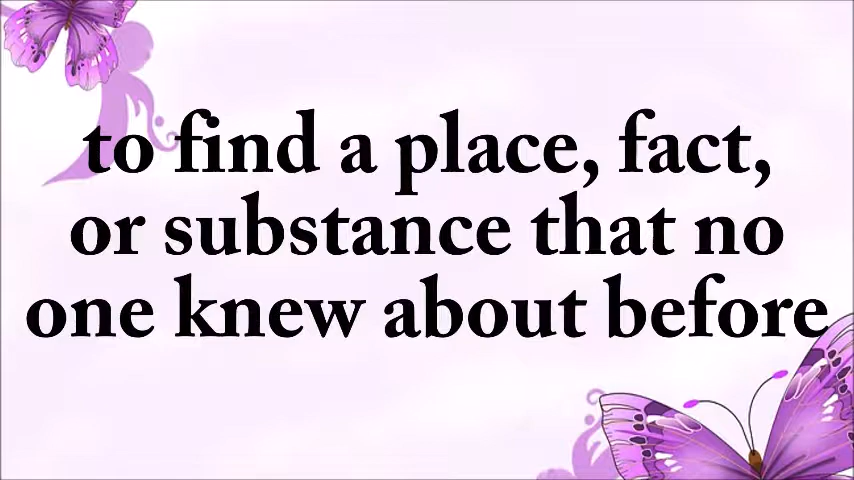 to find a place, fact,
or substance that no
one knew about before